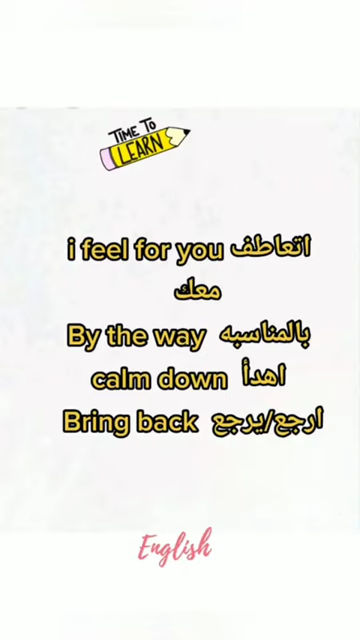 TIME TO
LEARN
i feel for you اتعاطف
معك
By the way بالمناسبه
calm down اهدأ
Bring back ارجع/يرجع
English